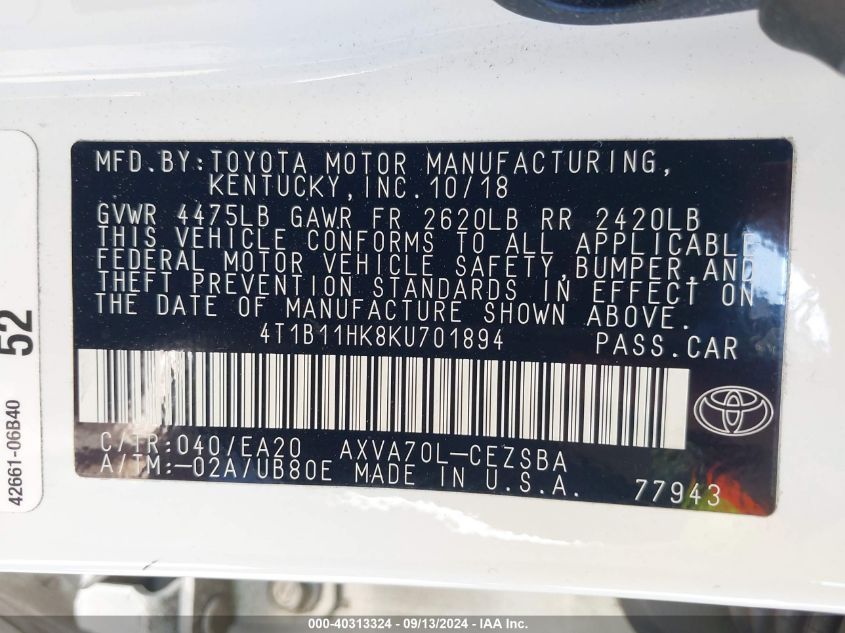 MFD.BY:TOYOTA MOTOR MANUFACTURING,
KENTUCKY,INC.10/18
GVWR 4475LB GAWR FR 2620LB RR 2420LB
THIS VEHICLE CONFORMS TO ALL APPLICABLE
FEDERAL MOTOR VEHICLE SAFETY,BUMPER,AND
THEFT PREVENTION STANDARDS IN EFFECT ON
THE DATE OF MANUFACTURE SHOWN ABOVE.
4T1B11HK8KU701894 PASS.CAR
C/TR:040/EA20 AXVA70L-CEZSBA
A/TM:-02A/UB80E MADE IN U.S.A. 77943
52
42661-06B40
000-40313324 - 09/13/2024 - IAA Inc.